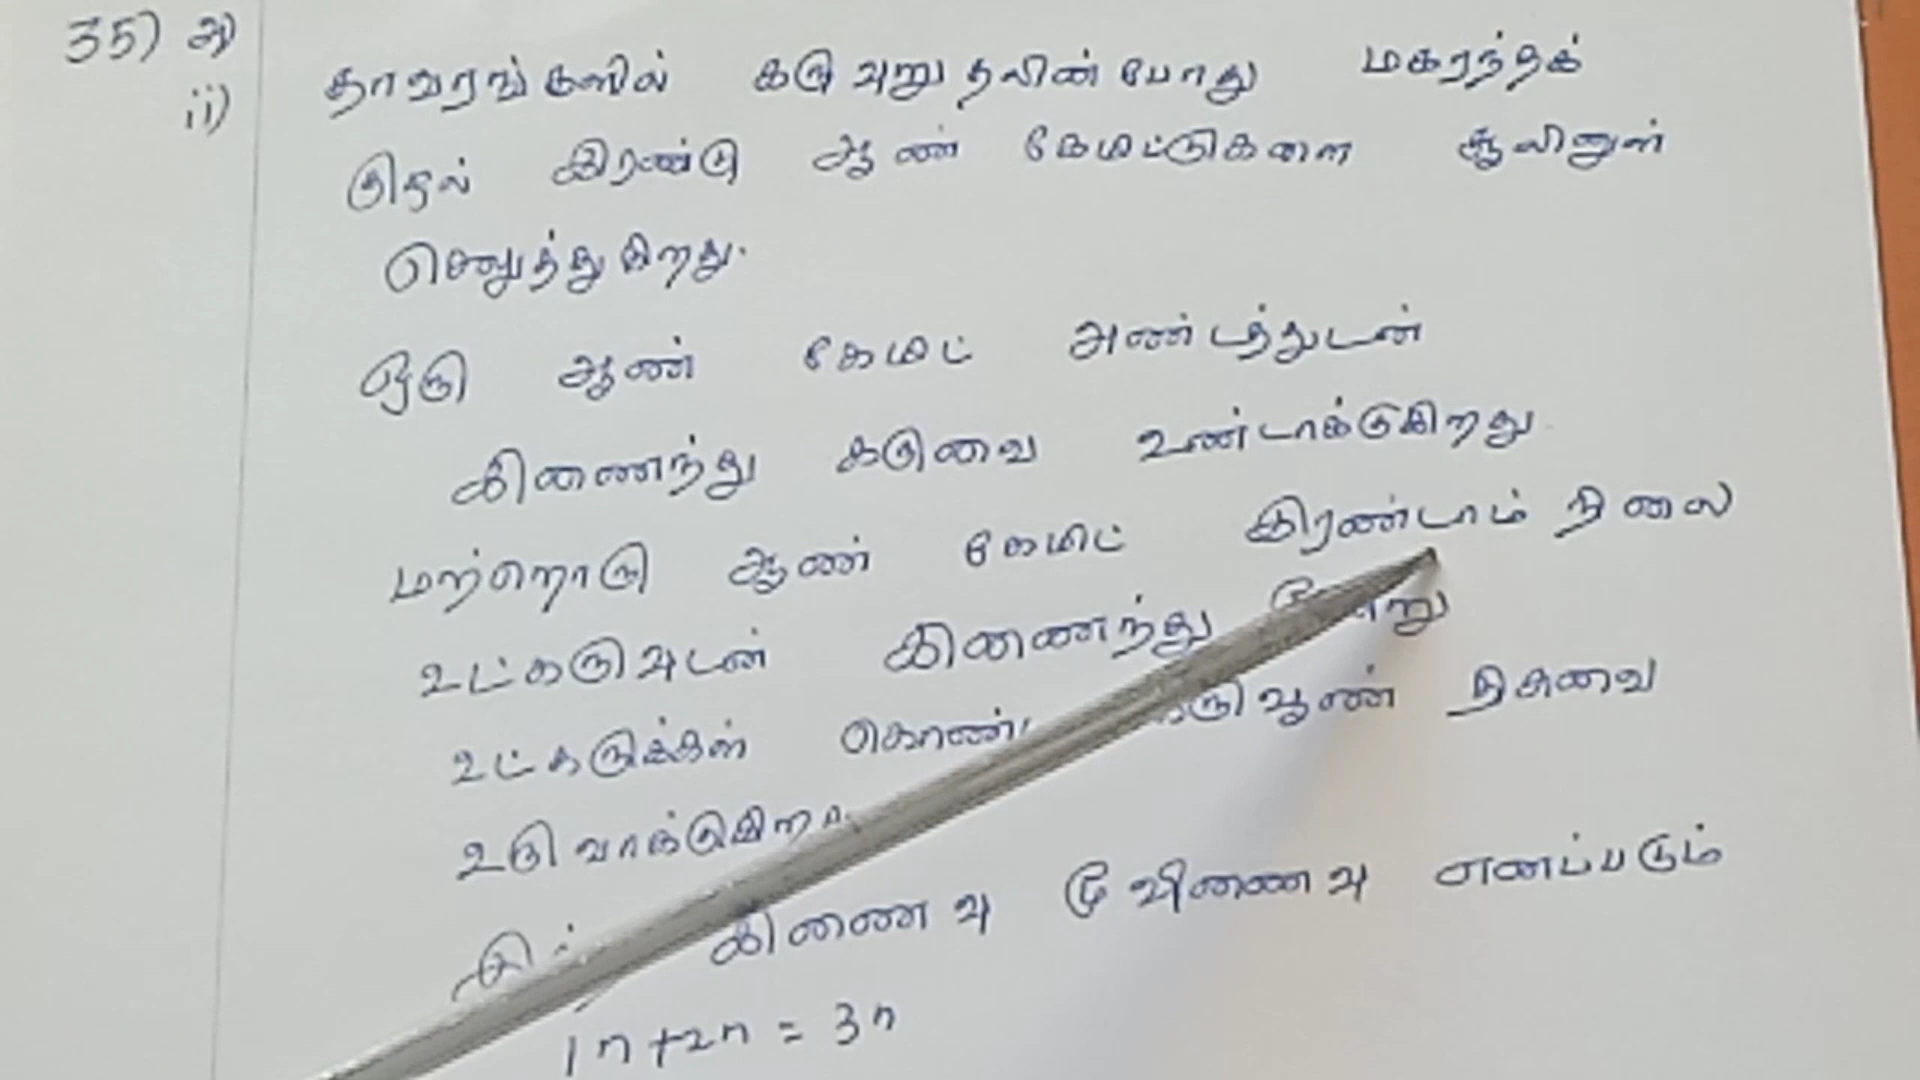 35) அ)
ii)
தாவரங்களில் கருவுறுதலின்போது மகரந்தக்
குழல் இரண்டு ஆண் கேமிட்டுகளை சூலினுள்
செலுத்துகிறது.
ஒரு ஆண் கேமிட் அண்டத்துடன்
இணைந்து கருவை உண்டாக்குகிறது
மற்றொரு ஆண் கேமிட் இரண்டாம் நிலை
உட்கருவுடன் இணைந்து
உட்கருக்கள் திசுவை
இணைவு மூவிணைவு எனப்படும்
1n+2n = 3n